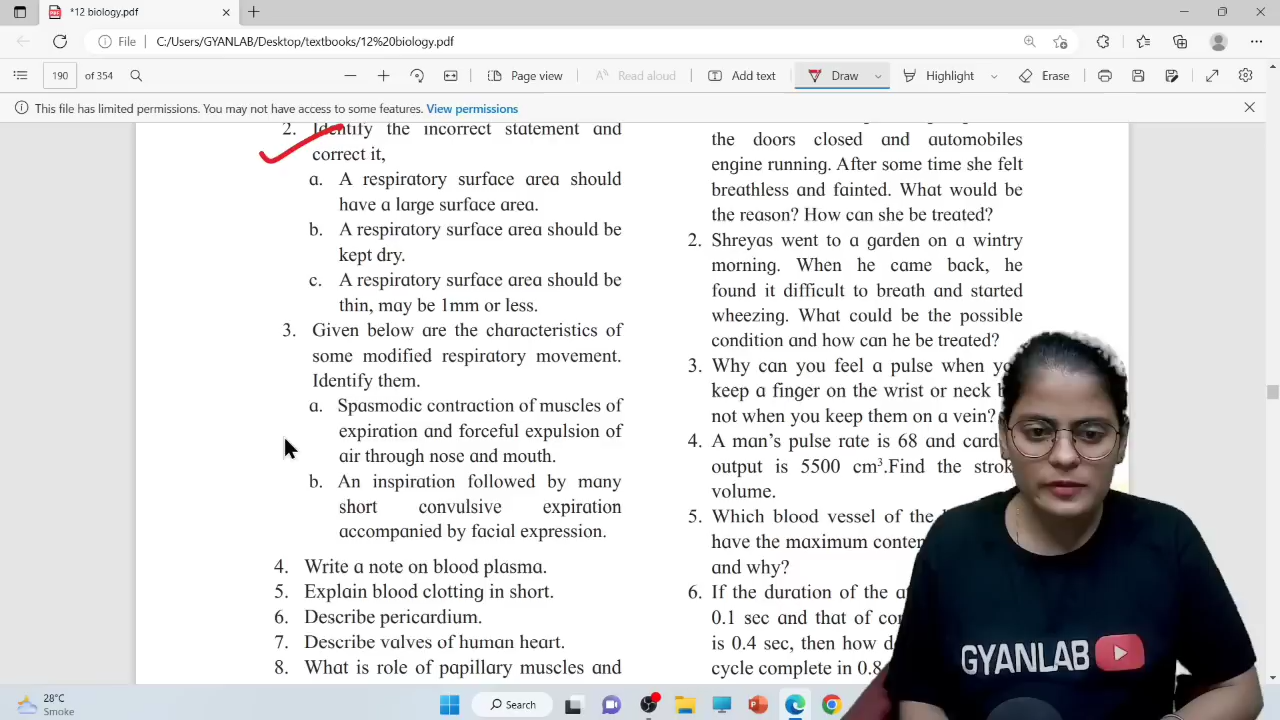 *12 biology.pdf
File
C:/Users/GYANLAB/Desktop/textbooks/12%20biology.pdf
190 of 354
Page view
Read aloud
Add text
Draw
Highlight
Erase
This file has limited permissions. You may not have access to some features. View permissions
2. Identify the incorrect statement and
correct it,
a. A respiratory surface area should
have a large surface area.
b. A respiratory surface area should be
kept dry.
c. A respiratory surface area should be
thin, may be 1mm or less.
3. Given below are the characteristics of
some modified respiratory movement.
Identify them.
a. Spasmodic contraction of muscles of
expiration and forceful expulsion of
air through nose and mouth.
b. An inspiration followed by many
short convulsive expiration
accompanied by facial expression.
4. Write a note on blood plasma.
5. Explain blood clotting in short.
6. Describe pericardium.
7. Describe valves of human heart.
8. What is role of papillary muscles and
the doors closed and automobiles
engine running. After some time she felt
breathless and fainted. What would be
the reason? How can she be treated?
2. Shreyas went to a garden on a wintry
morning. When he came back, he
found it difficult to breath and started
wheezing. What could be the possible
condition and how can he be treated?
3. Why can you feel a pulse when
keep a finger on the wrist or neck
not when you keep them on a vein?
4. A man's pulse rate is 68 and
output is 5500 cm³.Find the
volume.
5. Which blood vessel of the
have the maximum
and why?
6. If the duration of the
0.1 sec and that of
is 0.4 sec, then how
cycle complete in 0.8
GYANLAB
28°C
Smoke
Search